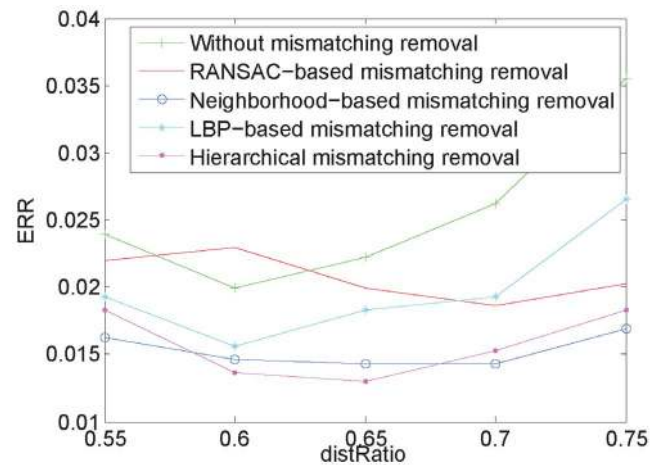 0.04
0.035
0.03
0.025
0.02
0.015
0.01
ERR
Without mismatching removal
RANSAC-based mismatching removal
Neighborhood-based mismatching removal
LBP-based mismatching removal
Hierarchical mismatching removal
0.55 0.6 0.65 0.7 0.75
distRatio